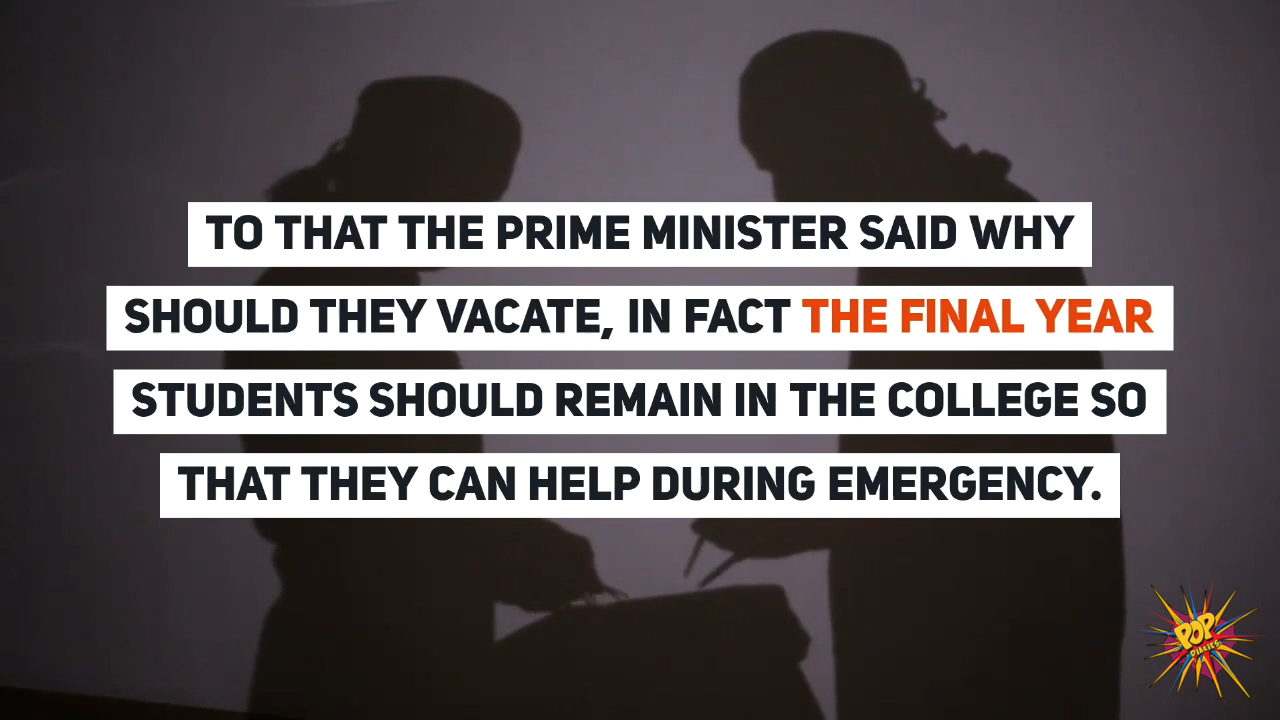 TO THAT THE PRIME MINISTER SAID WHY
SHOULD THEY VACATE, IN FACT THE FINAL YEAR
STUDENTS SHOULD REMAIN IN THE COLLEGE SO
THAT THEY CAN HELP DURING EMERGENCY.
POP
DIARIES